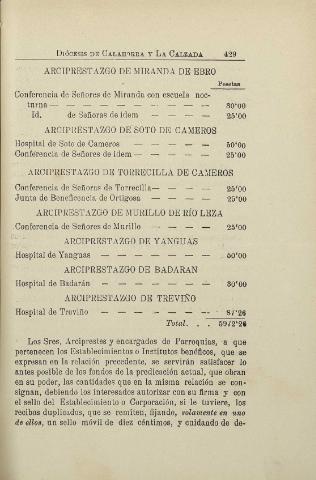 DIÓCESIS DE CALAHORRA Y LA CALZADA 429
ARCIPRESTAZGO DE MIRANDA DE EBRO
Pesetas
Conferencia de Señores de Miranda con escuela noc-
turna — — — — — — — — 80'00
Id. de Señoras de ídem — — — — 25'00
ARCIPRESTAZGO DE SOTO DE CAMEROS
Hospital de Soto de Cameros — — — — — 50'00
Conferencia de Señores de idem — — — — — 25'00
ARCIPRESTAZGO DE TORRECILLA DE CAMEROS
Conferencia de Señoras de Torrecilla — — — — 25'00
Junta de Beneficencia de Ortigosa — — — — 25'00
ARCIPRESTAZGO DE MURILLO DE RÍO LEZA
Conferencia de Señores de Murillo — — — — 25'00
ARCIPRESTAZGO DE YANGUAS
Hospital de Yanguas — — — — — — 50'00
ARCIPRESTAZGO DE BADARAN
Hospital de Badarán — — — — — — 30'00
ARCIPRESTAZGO DE TREVIÑO
Hospital de Treviño — — — — — — 87'26
Total. . . 5972'26
Los Sres. Arciprestes y encargados de Parroquias, a que
pertenecen los Establecimientos o Institutos benéficos, que se
expresan en la relación precedente, se servirán satisfacer lo
antes posible de los fondos de la predicación actual, que obran
en su poder, las cantidades que en la misma relación se con-
signan, debiendo los interesados autorizar con su firma y con
el sello del Establecimiento o Corporación, si le tuviere, los
recibos duplicados, que se remiten, fijando, solamente en uno
de ellos, un sello móvil de diez céntimos, y cuidando de de-